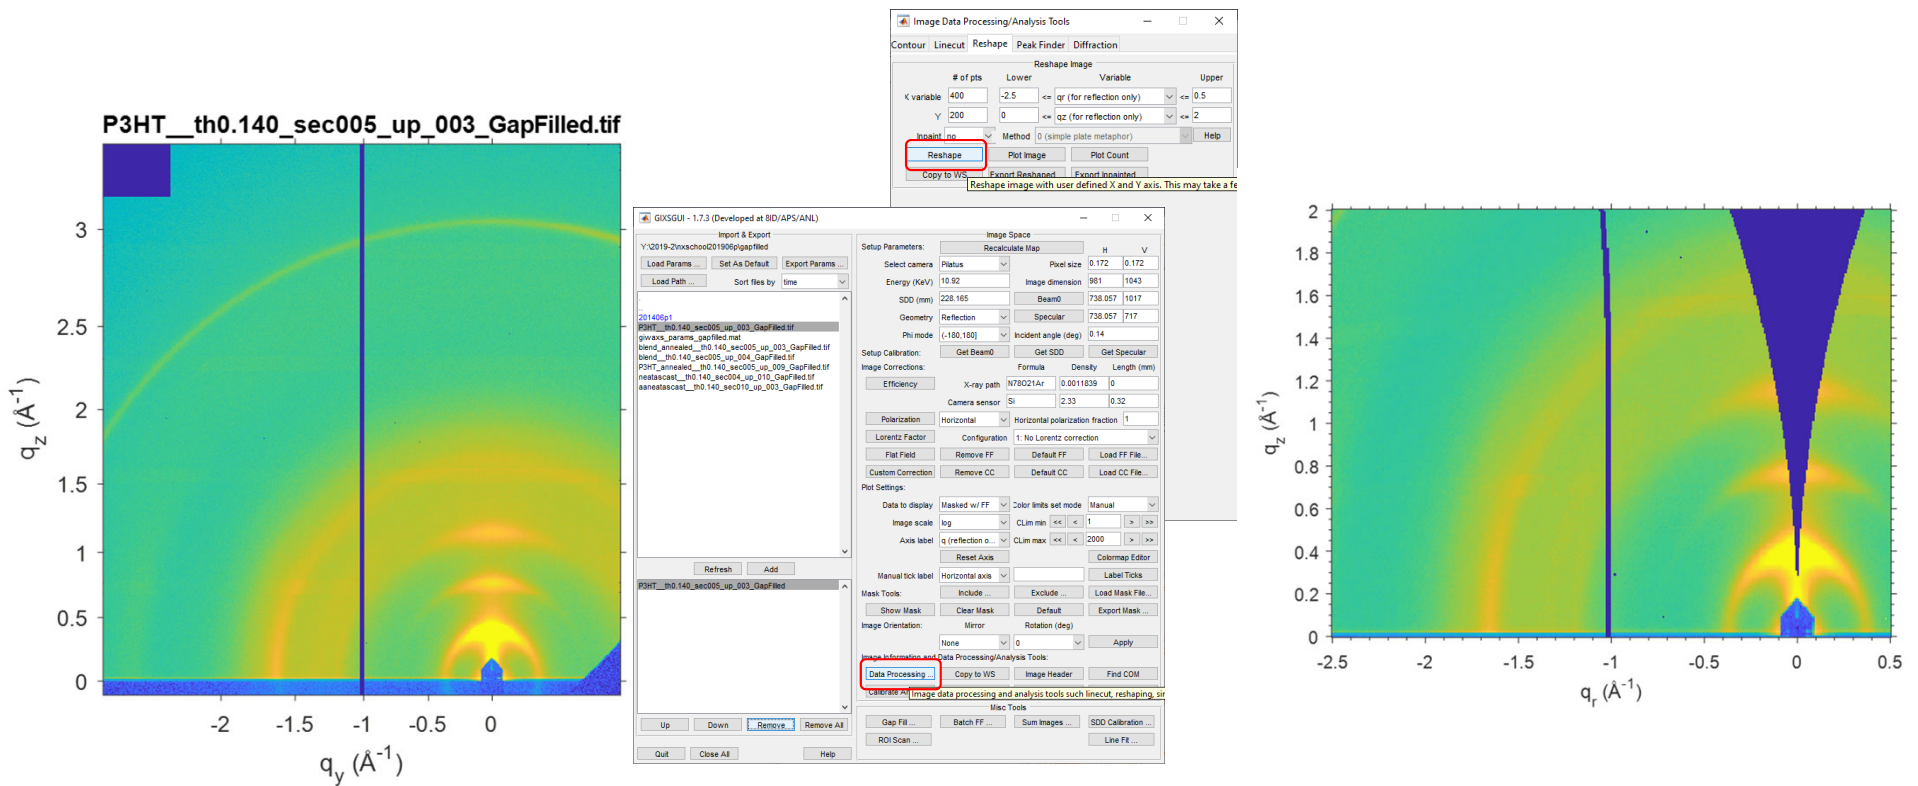 P3HT__th0.140_sec005_up_003_GapFilled.tif
3
2.5
2
1.5
1
0.5
0
-2 -1.5 -1 -0.5 0
qz (Å-1)
qy (Å-1)
Image Data Processing/Analysis Tools
Contour Linecut Reshape Peak Finder Diffraction
Reshape Image
# of pts Lower Variable Upper
X variable 400 -2.5 <= qr (for reflection only) <= 0.5
Y 200 0 <= qz (for reflection only) <= 2
Inpaint no Method 0 (simple plate metaphor) Help
Reshape Plot Image Plot Count
Copy to WS Export Reshaped Export Inpainted
Reshape image with user defined X and Y axis. This may take a fe
GIXSGUI - 1.7.3 (Developed at 8ID/APS/ANL)
Import & Export
Y:\2019-2\nxschool201906p\gapfilled
Load Params ... Set As Default Export Params ...
Load Path ... Sort files by time
.
..
201406p1
P3HT__th0.140_sec005_up_003_GapFilled.tif
giwaxs_params_gapfilled.mat
blend_annealed__th0.140_sec005_up_003_GapFilled.tif
blend__th0.140_sec005_up_004_GapFilled.tif
P3HT_annealed__th0.140_sec005_up_009_GapFilled.tif
neatascast__th0.140_sec004_up_010_GapFilled.tif
aaneatascast__th0.140_sec010_up_003_GapFilled.tif
Refresh Add
P3HT__th0.140_sec005_up_003_GapFilled
Up Down Remove Remove All
Quit Close All Help
Image Space
Setup Parameters: Recalculate Map H V
Select camera Pilatus Pixel size 0.172 0.172
Energy (KeV) 10.92 Image dimension 981 1043
SDD (mm) 228.165 Beam0 738.057 1017
Geometry Reflection Specular 738.057 717
Phi mode (-180,180] Incident angle (deg) 0.14
Setup Calibration: Get Beam0 Get SDD Get Specular
Image Corrections: Formula Density Length (mm)
Efficiency X-ray path N78O21Ar 0.0011839 0
Camera sensor Si 2.33 0.32
Polarization Horizontal Horizontal polarization fraction 1
Lorentz Factor Configuration 1: No Lorentz correction
Flat Field Remove FF Default FF Load FF File...
Custom Correction Remove CC Default CC Load CC File...
Plot Settings:
Data to display Masked w/ FF Color limits set mode Manual
Image scale log CLim min << < 1 > >>
Axis label q (reflection o... CLim max << < 2000 > >>
Reset Axis Colormap Editor
Manual tick label Horizontal axis Label Ticks
Mask Tools: Include ... Exclude ... Load Mask File...
Show Mask Clear Mask Default Export Mask ...
Image Orientation: Mirror Rotation (deg)
None 0 Apply
Image Information and Data Processing/Analysis Tools:
Data Processing ... Copy to WS Image Header Find COM
Image data processing and analysis tools such linecut, reshaping, sir
Misc Tools
Gap Fill ... Batch FF ... Sum Images ... SDD Calibration ...
ROI Scan ... Line Fit ...
2
1.8
1.6
1.4
1.2
1
0.8
0.6
0.4
0.2
0
-2.5 -2 -1.5 -1 -0.5 0 0.5
qz (Å-1)
qr (Å-1)